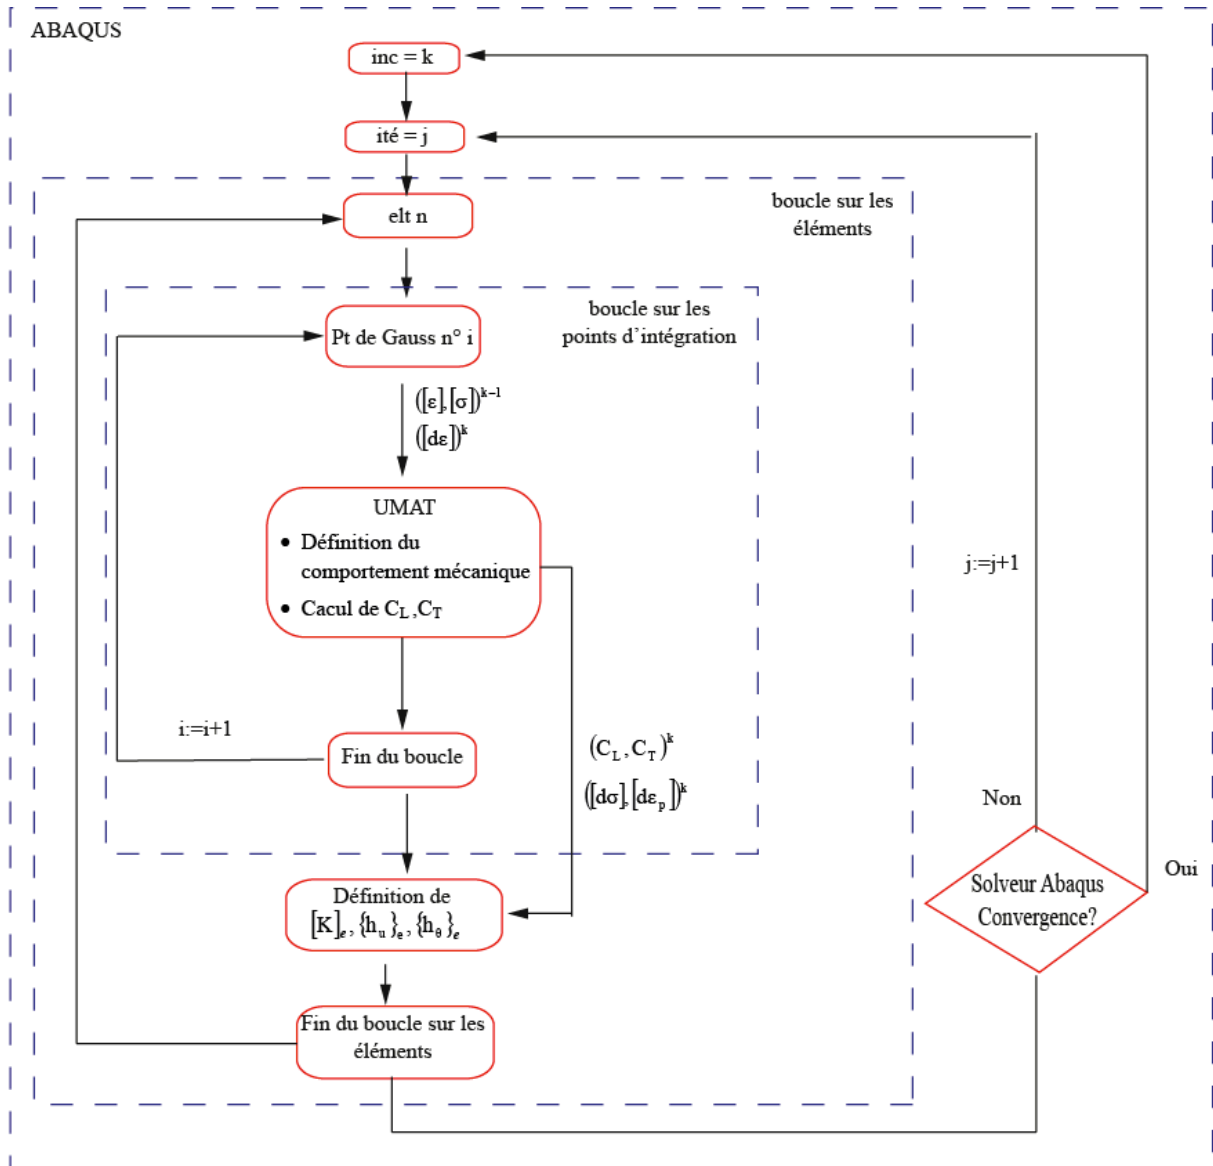 ABAQUS
inc = k
ité = j
elt n
boucle sur les
éléments
boucle sur les
points d’intégration
Pt de Gauss n° i
([ε],[σ])^{k−1}
([dε])^k
UMAT
• Définition du
comportement mécanique
• Cacul de C_L ,C_T
j:=j+1
i:=i+1
Fin du boucle
(C_L , C_T)^k
([dσ],[dε_p])^k
Non
Oui
Solveur Abaqus
Convergence?
Définition de
[K]_e , {h_u}_e , {h_θ}_e
Fin du boucle sur les
éléments